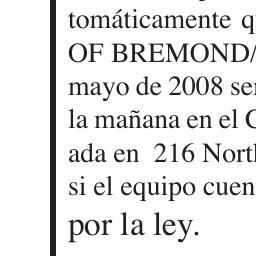 tomáticamente q
OF BREMOND/
mayo de 2008 ser
la mañana en el C
ada en 216 North
si el equipo cuen
por la ley.